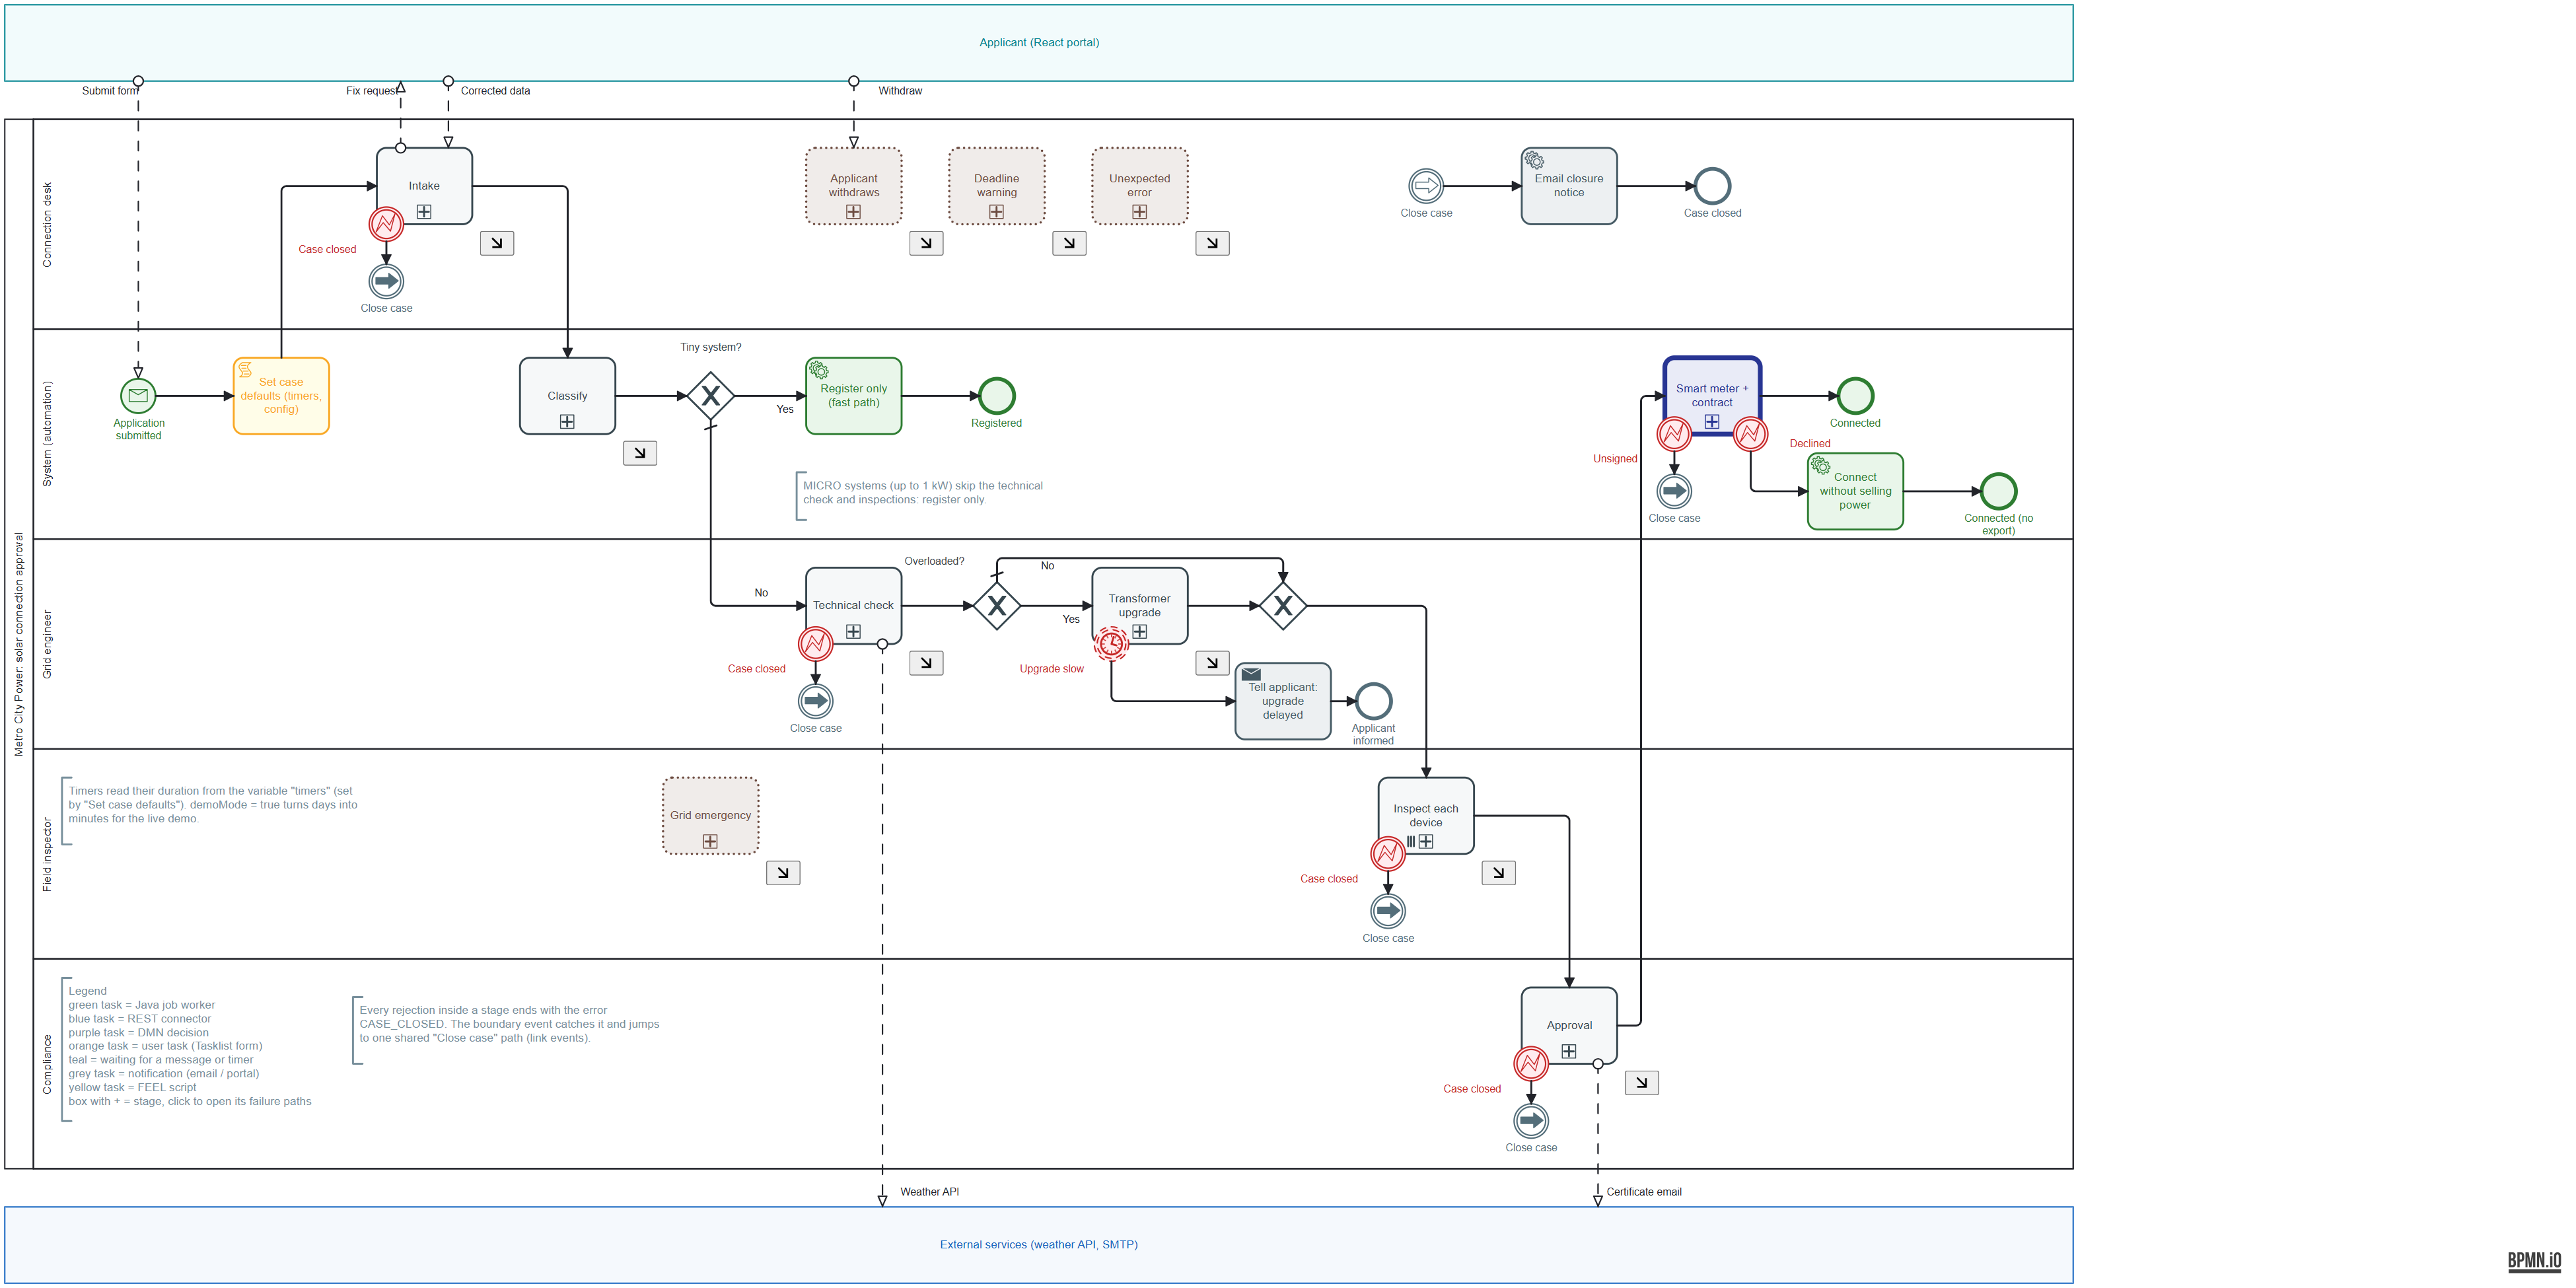 Applicant (React portal)
Submit form
Fix request
Corrected data
Withdraw
Metro City Power: solar connection approval
Connection desk
Intake
Case closed
Close case
Applicant
withdraws
Deadline
warning
Unexpected
error
Close case
Email closure
notice
Case closed
System (automation)
Application
submitted
Set case
defaults (timers,
config)
Classify
Tiny system?
Yes
Register only
(fast path)
Registered
MICRO systems (up to 1 kW) skip the technical
check and inspections: register only.
Smart meter +
contract
Unsigned
Close case
Declined
Connected
Connect
without selling
power
Connected (no
export)
Grid engineer
No
Technical check
Case closed
Close case
Overloaded?
No
Yes
Transformer
upgrade
Upgrade slow
Tell applicant:
upgrade
delayed
Applicant
informed
Field inspector
Timers read their duration from the variable "timers" (set
by "Set case defaults"). demoMode = true turns days into
minutes for the live demo.
Grid emergency
Inspect each
device
Case closed
Close case
Compliance
Legend
green task = Java job worker
blue task = REST connector
purple task = DMN decision
orange task = user task (Tasklist form)
teal = waiting for a message or timer
grey task = notification (email / portal)
yellow task = FEEL script
box with + = stage, click to open its failure paths
Every rejection inside a stage ends with the error
CASE_CLOSED. The boundary event catches it and jumps
to one shared "Close case" path (link events).
Approval
Case closed
Close case
Weather API
Certificate email
External services (weather API, SMTP)
BPMN.iO